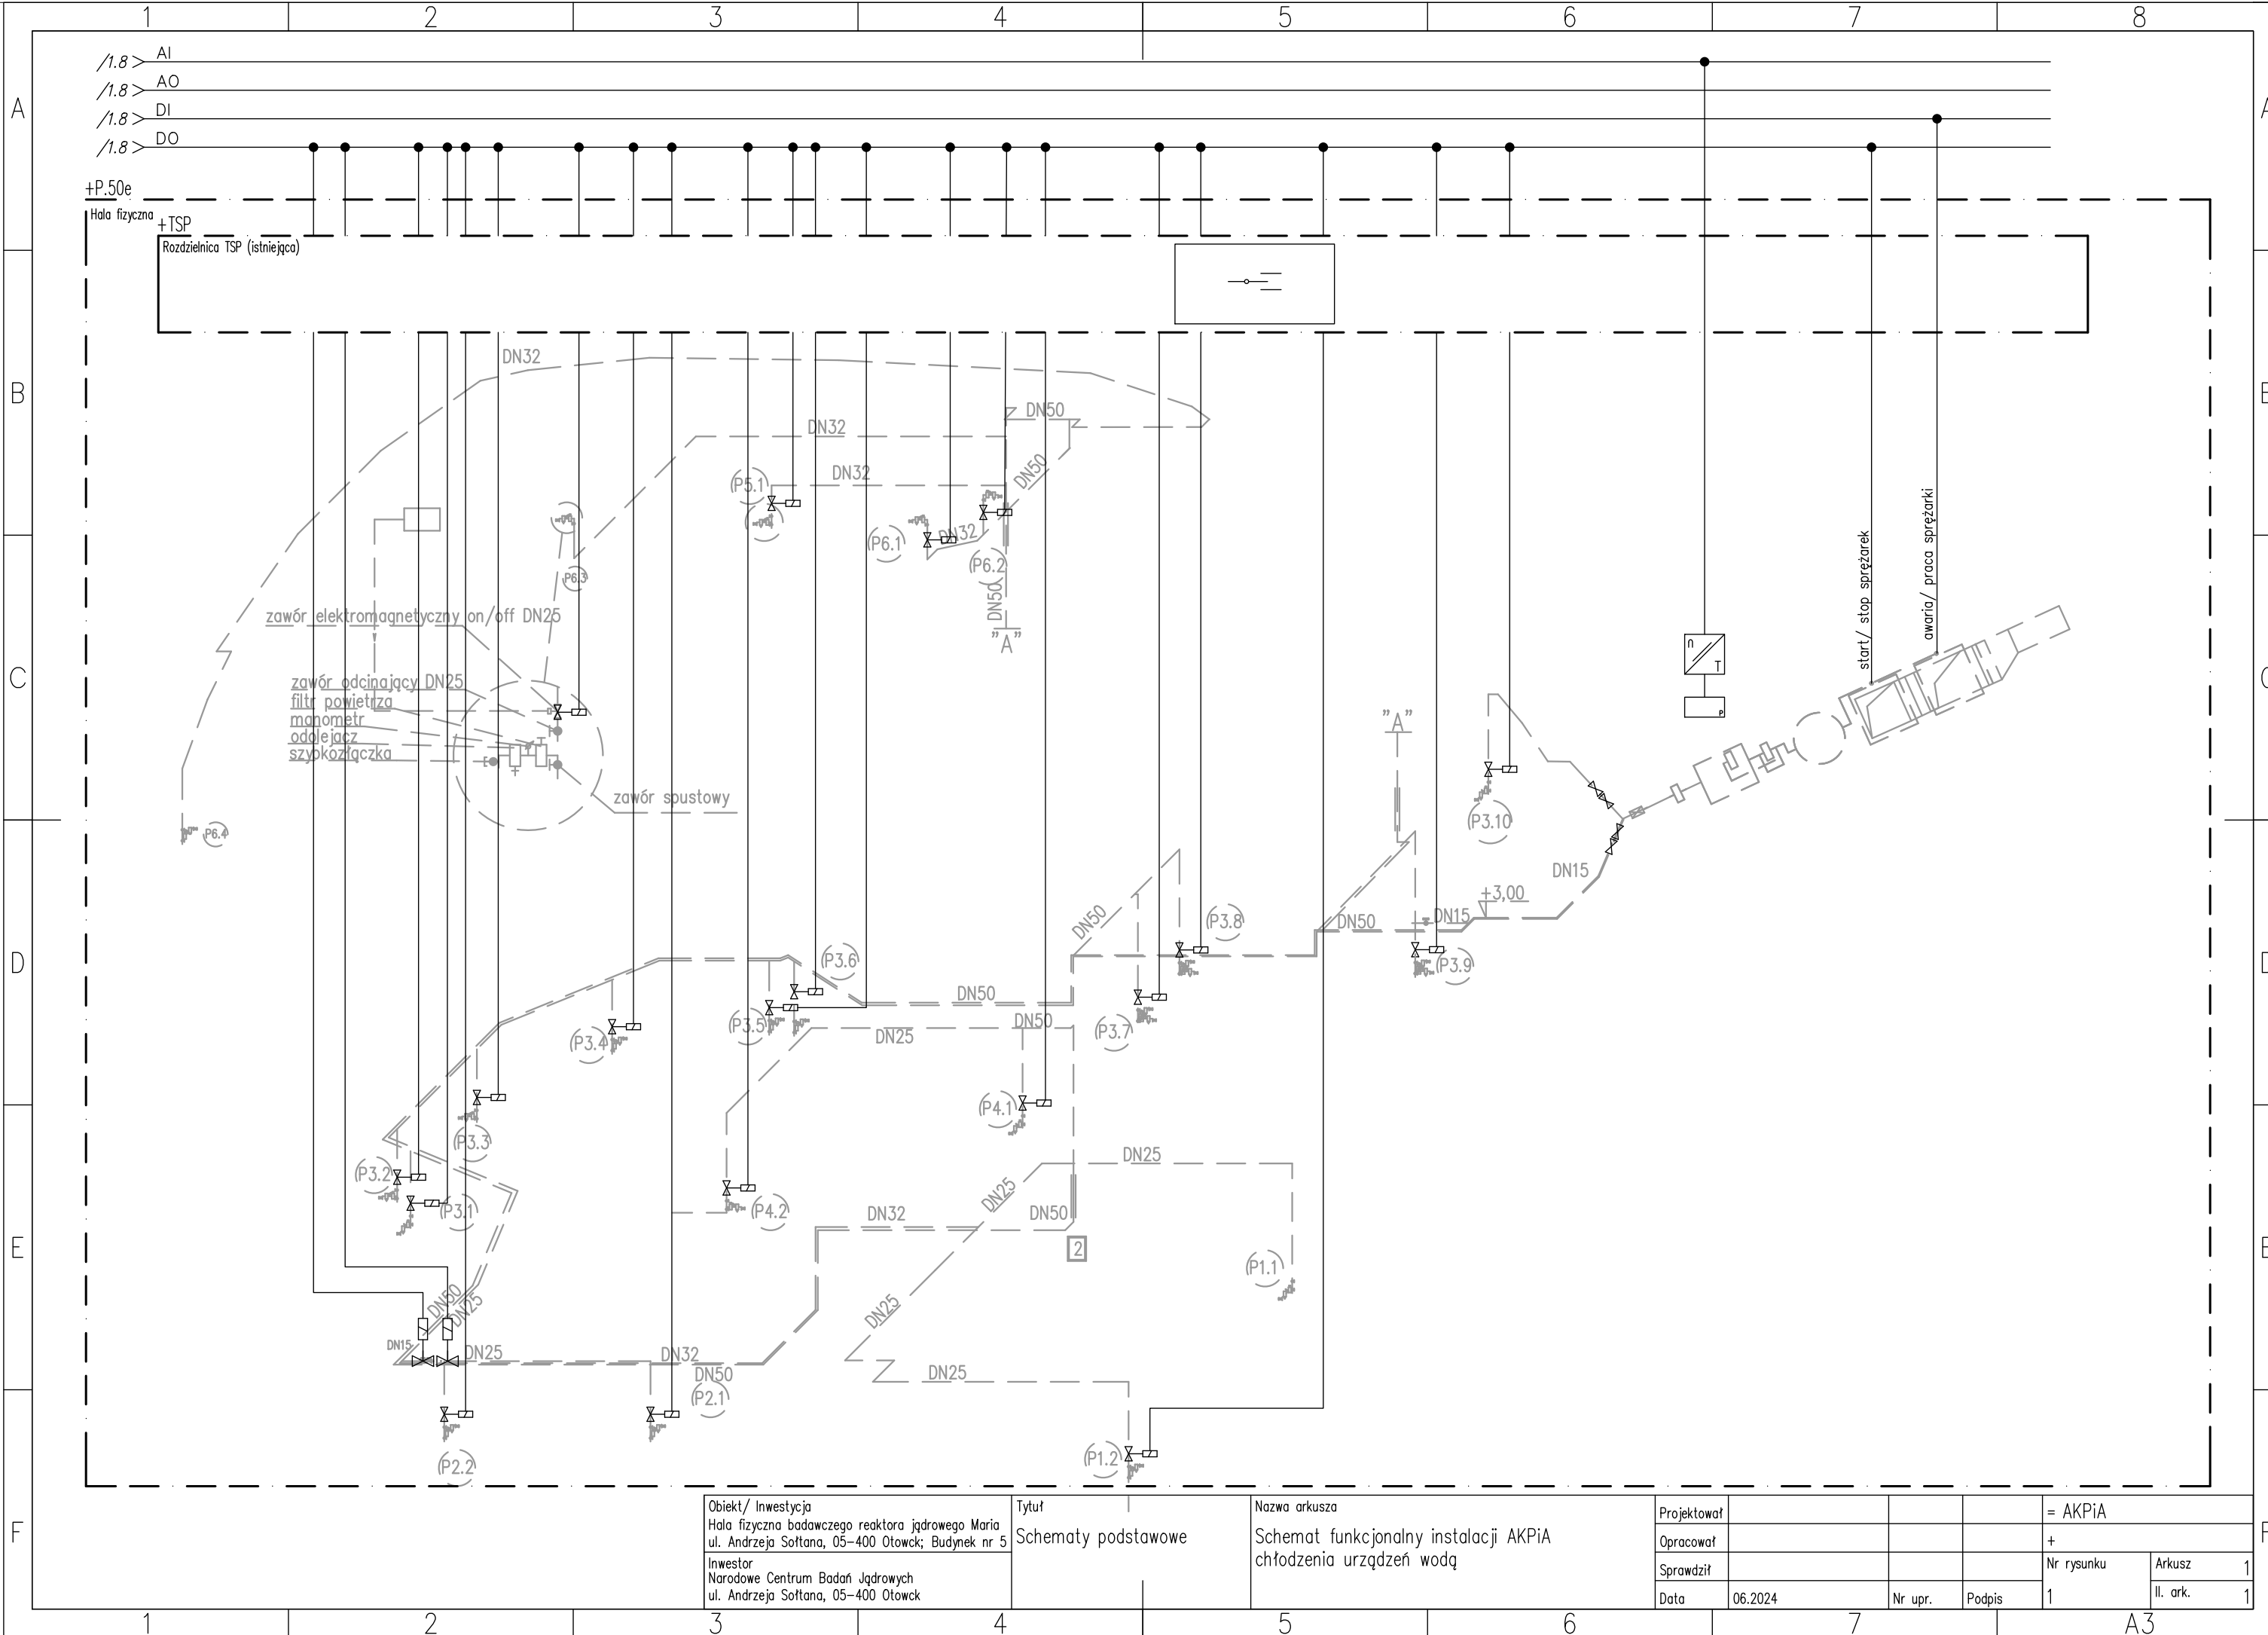 1 2 3 4 5 6 7 8
/1.8 > AI
/1.8 > AO
A A
/1.8 > DI
/1.8 > DO
+P.50e
Hala fizyczna
+TSP
Rozdzielnica TSP (istniejąca)
DN32
B
DN50
DN32
DN32
DN50
P5.1
P6.1
DN32
P6.2
P6.3
DN50
"A"
start/ stop sprężarek
awaria/ praca sprężarki
zawór elektromagnetyczny on/off DN25
n
T
P
C
zawór odcinający DN25
filtr powietrza
manometr
odolejacz
szybkozłączka
zawór spustowy
"A"
P6.4
P3.10
DN15
+3,00
DN50
P3.8
DN50
DN15
D
P3.6
P3.9
DN50
P3.5
P3.4
DN25
DN50
P3.7
P4.1
P3.3
P3.2
P3.1
DN25
DN25
P4.2
DN32
DN50
2
E
P1.1
DN50
DN25
DN25
DN15
DN25
DN32
DN50
DN25
P2.1
P2.2
P1.2
F
Obiekt/ Inwestycja
Hala fizyczna badawczego reaktora jądrowego Maria
ul. Andrzeja Sołtana, 05-400 Otowck; Budynek nr 5
Inwestor
Narodowe Centrum Badań Jądrowych
ul. Andrzeja Sołtana, 05-400 Otowck
Tytuł
Schematy podstawowe
Nazwa arkusza
Schemat funkcjonalny instalacji AKPiA
chłodzenia urządzeń wodą
Projektował
Opracował
Sprawdził
Data 06.2024 Nr upr. Podpis
= AKPiA
+
Nr rysunku
1
Arkusz 1
Il. ark. 1
1 2 3 4 5 6 7 A3